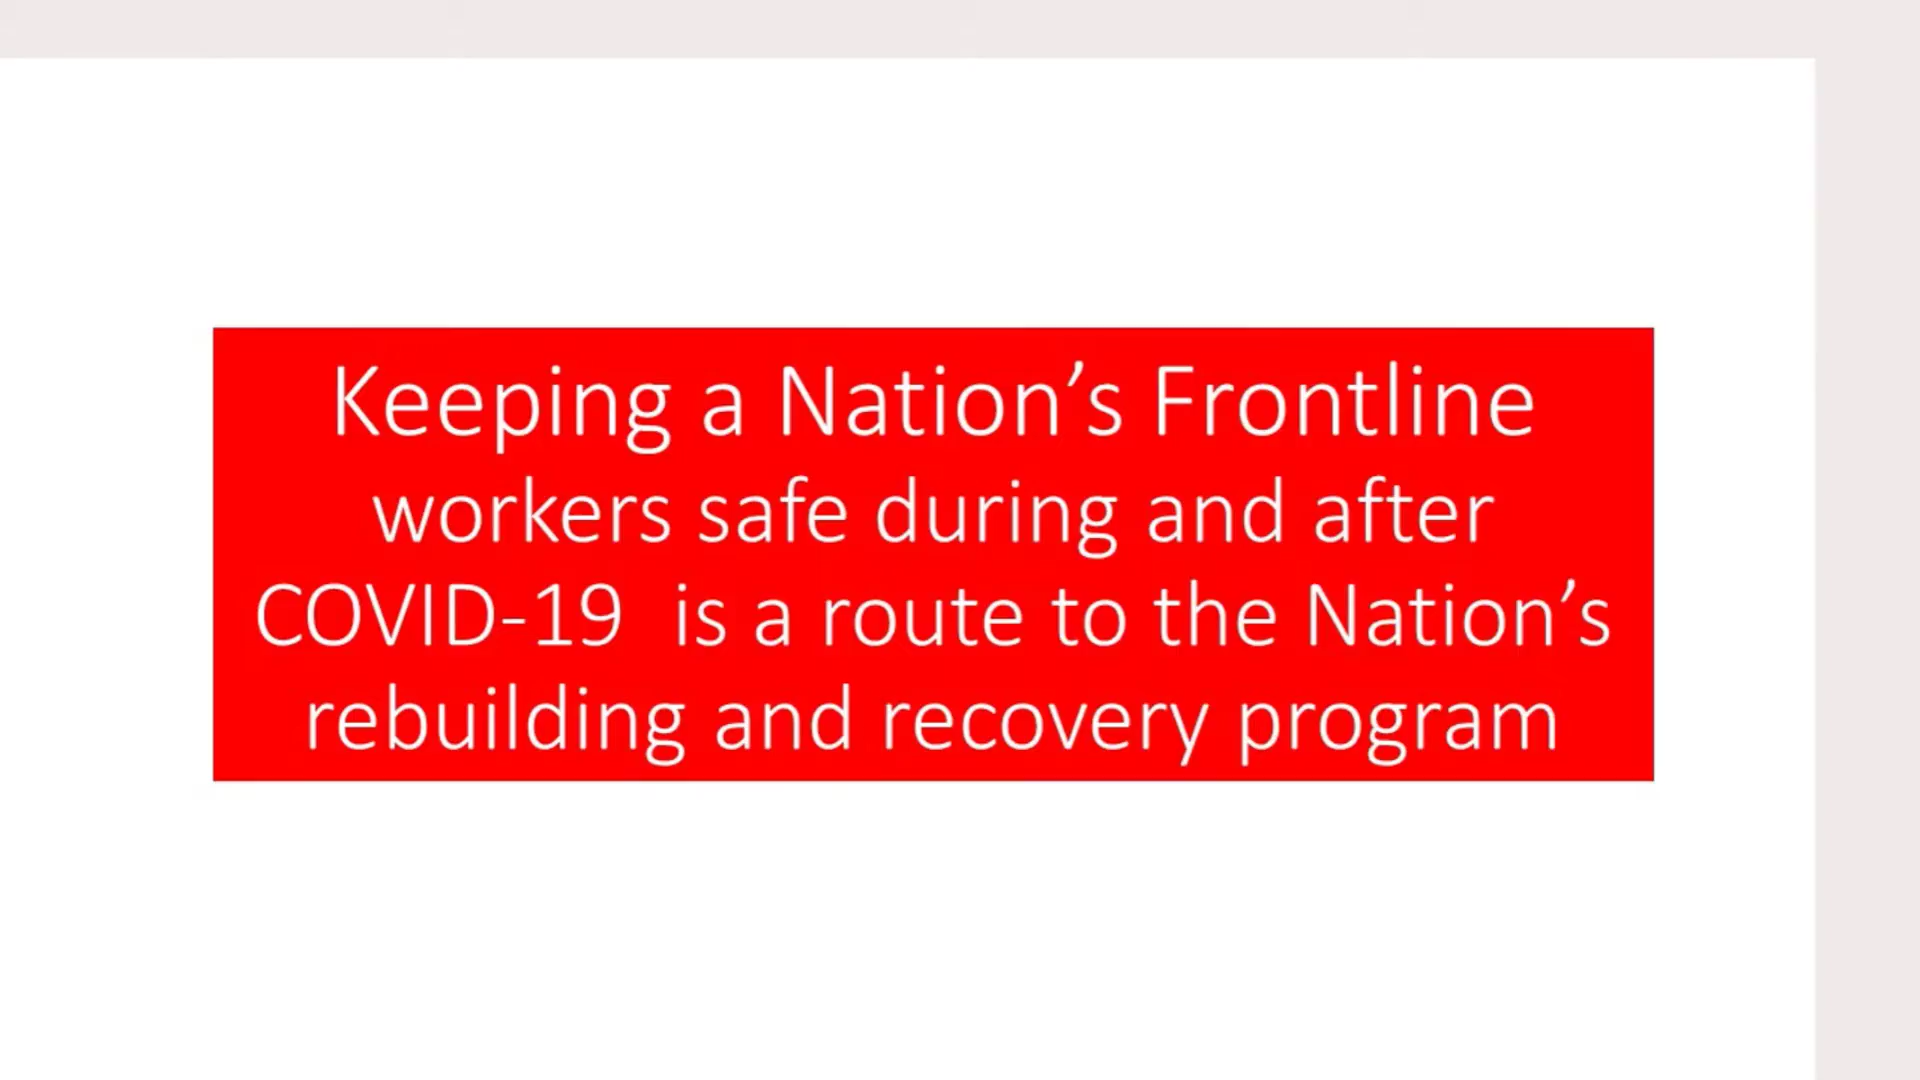 Keeping a Nation’s Frontline
workers safe during and after
COVID-19  is a route to the Nation’s
rebuilding and recovery program